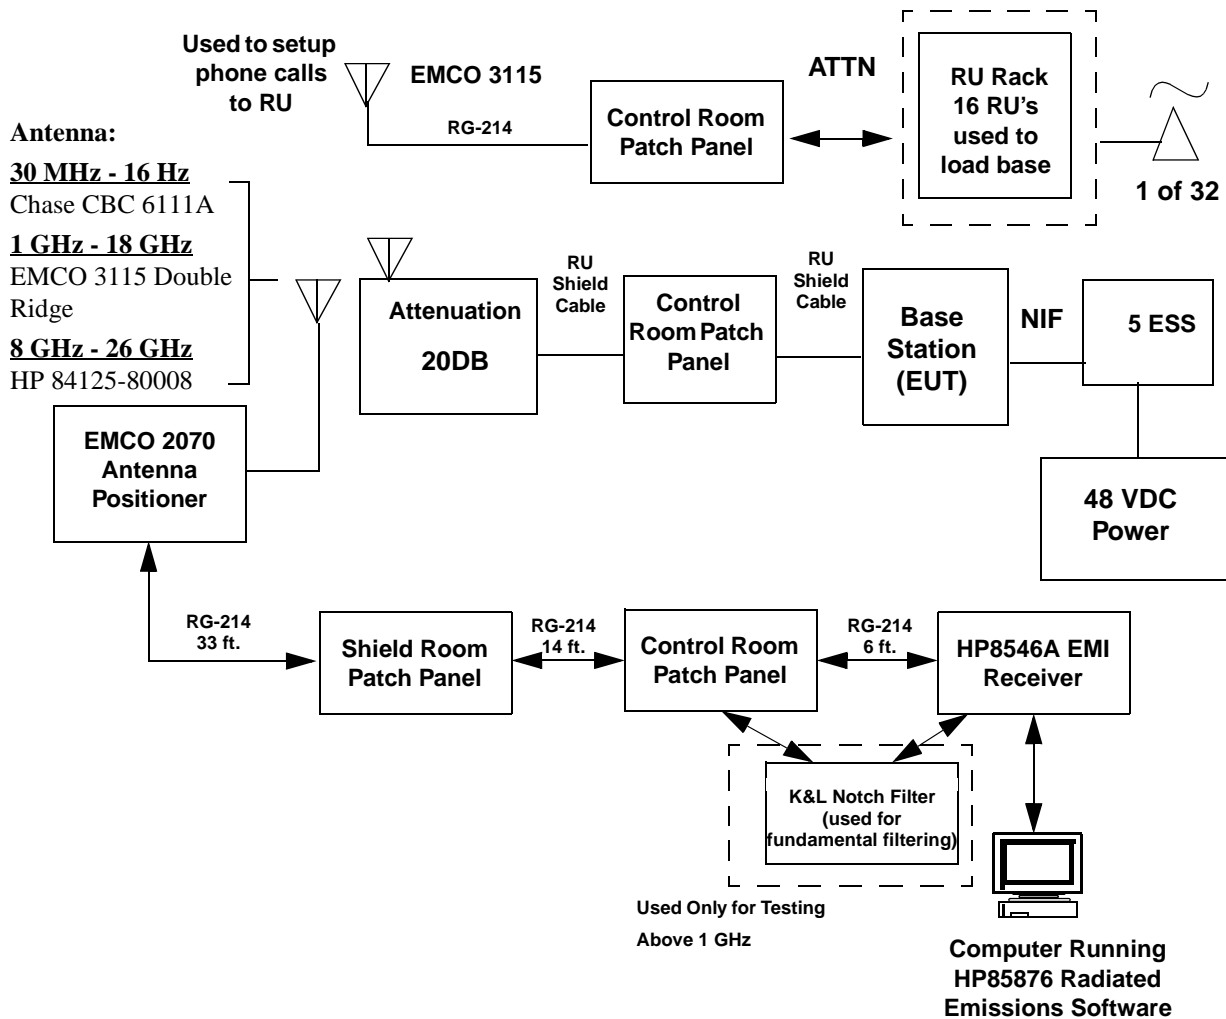 Used to setup
phone calls
to RU
EMCO 3115
RG-214
Control Room
Patch Panel
ATTN
RU Rack
16 RU's
used to
load base
1 of 32
Antenna:
30 MHz - 16 Hz
Chase CBC 6111A
1 GHz - 18 GHz
EMCO 3115 Double
Ridge
8 GHz - 26 GHz
HP 84125-80008
Attenuation
20DB
RU
Shield
Cable
Control
Room Patch
Panel
RU
Shield
Cable
Base
Station
(EUT)
NIF
5 ESS
48 VDC
Power
EMCO 2070
Antenna
Positioner
RG-214
33 ft.
Shield Room
Patch Panel
RG-214
14 ft.
Control Room
Patch Panel
RG-214
6 ft.
HP8546A EMI
Receiver
K&L Notch Filter
(used for
fundamental filtering)
Used Only for Testing
Above 1 GHz
Computer Running
HP85876 Radiated
Emissions Software